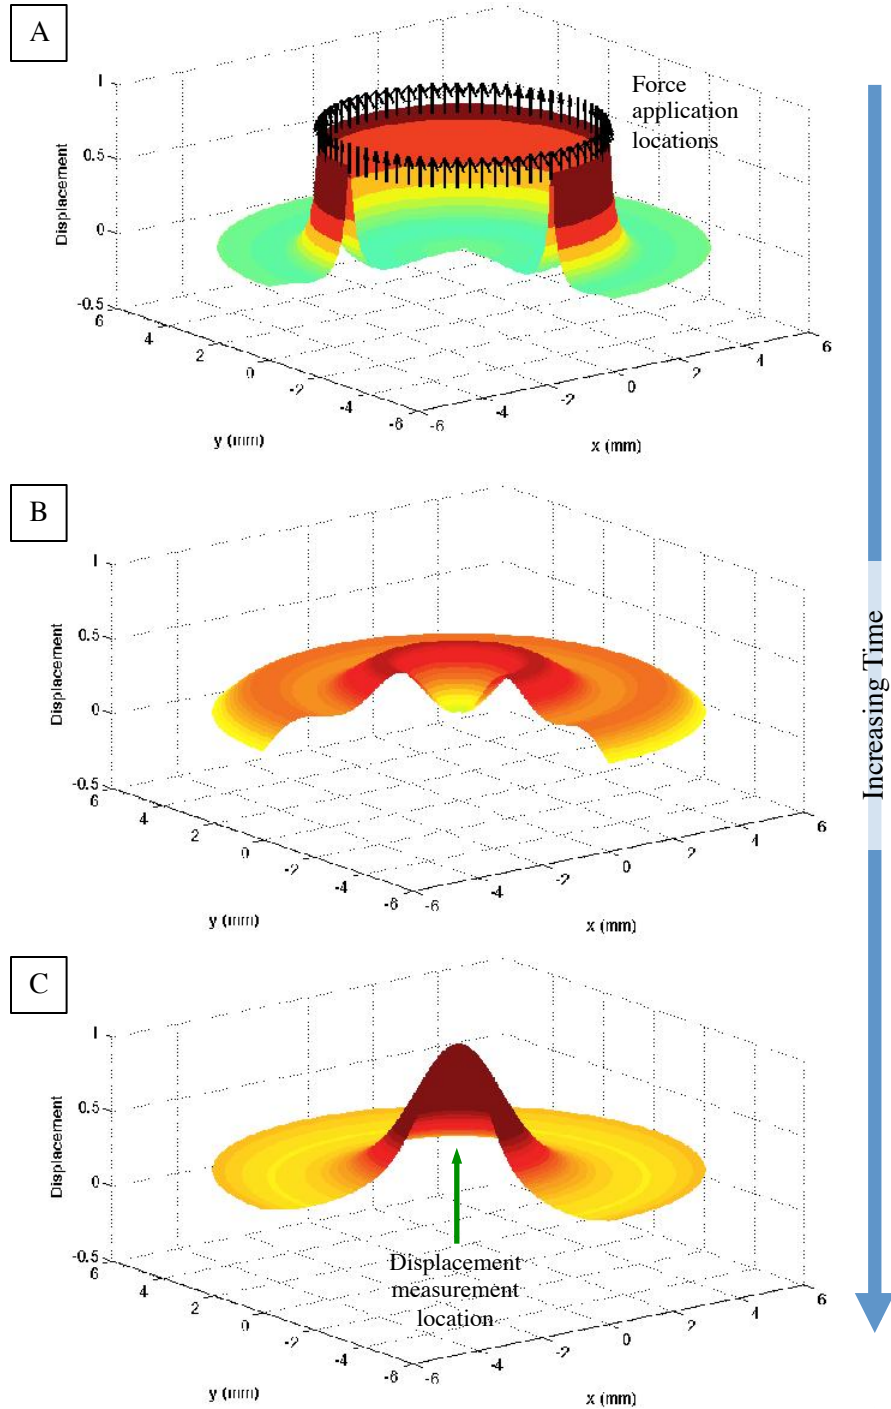 A
Force
application
locations
1
0.5
0
-0.5
Displacement
6
4
2
0
-2
-4
-6
-6
-4
-2
0
2
4
6
y (mm)
x (mm)
B
1
0.5
0
-0.5
Displacement
6
4
2
0
-2
-4
-6
-6
-4
-2
0
2
4
6
y (mm)
x (mm)
Increasing Time
C
1
0.5
0
-0.5
Displacement
6
4
2
0
-2
-4
-6
-6
-4
-2
0
2
4
6
Displacement
measurement
location
y (mm)
x (mm)